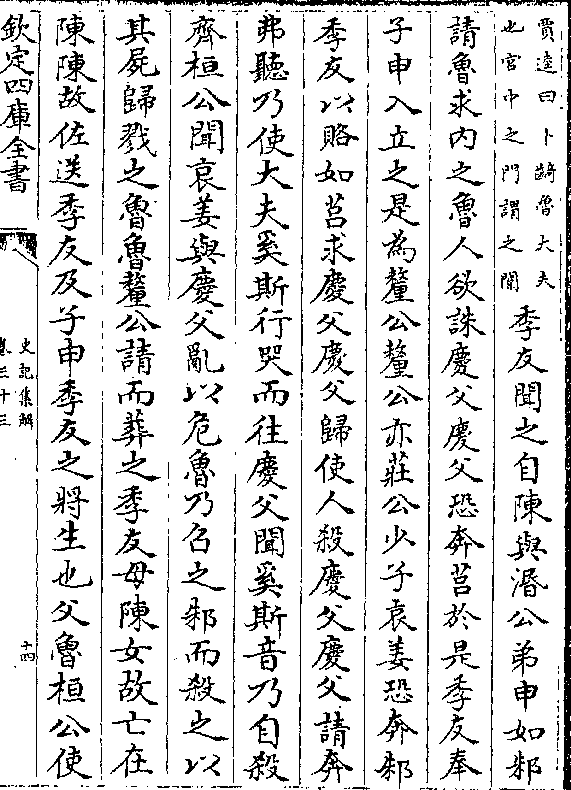 賈逵曰卜齮魯大夫
也宫中之門謂之闈
季友聞之自陳與湣公弟申如邾
請魯求内之魯人欲誅慶父慶父恐奔莒於是季友奉
子申入立之是為釐公釐公亦莊公少子哀姜恐奔邾
季友以賂如莒求慶父慶父歸使人殺慶父慶父請奔
弗聽乃使大夫奚斯行哭而往慶父聞奚斯音乃自殺
齊桓公聞哀姜與慶父亂以危魯乃召之邾而殺之以
其屍歸戮之魯魯釐公請而葬之季友母陳女故亡在
陳陳故佐送季友及子申季友之將生也父魯桓公使
欽定四庫全書
史記集解
卷三十三
十四